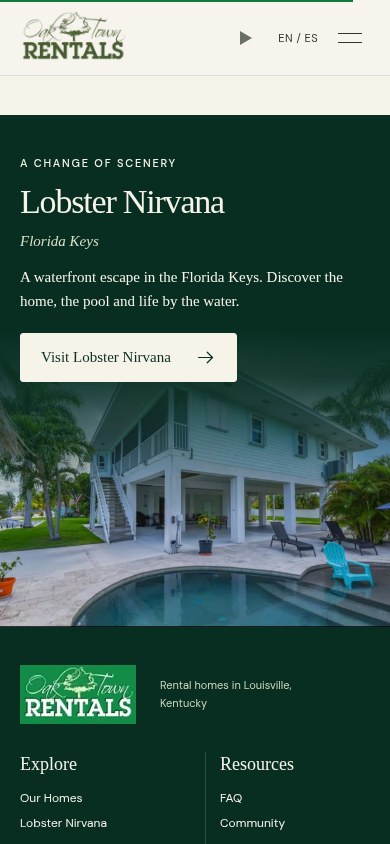 Oak Town
RENTALS
EN / ES
A CHANGE OF SCENERY
Lobster Nirvana
Florida Keys
A waterfront escape in the Florida Keys. Discover the
home, the pool and life by the water.
Visit Lobster Nirvana
Oak Town
RENTALS
Rental homes in Louisville,
Kentucky
Explore
Our Homes
Lobster Nirvana
Resources
FAQ
Community